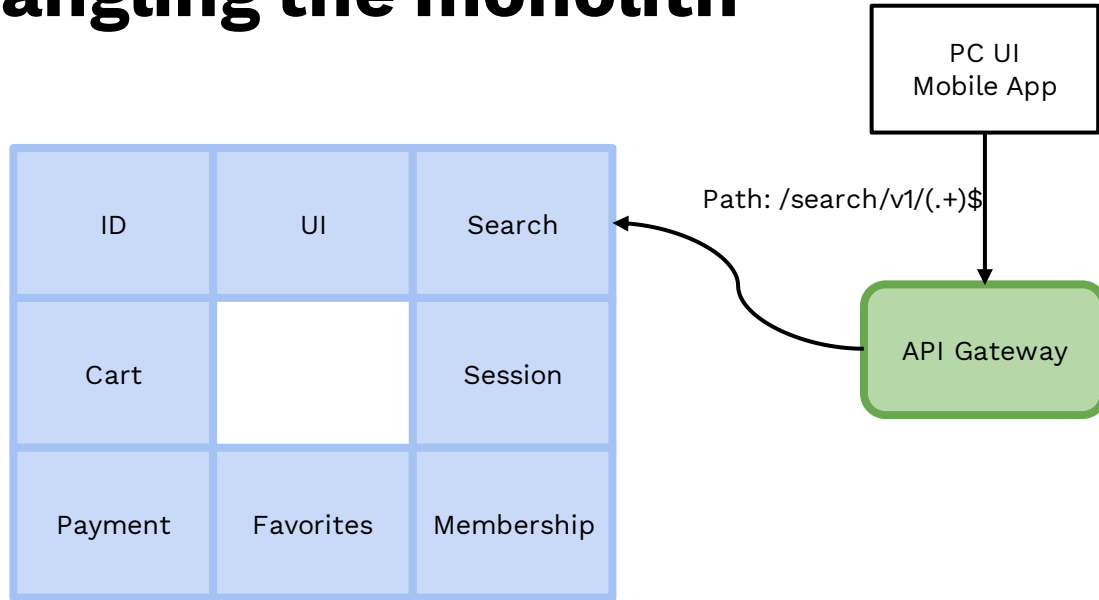 angling the monolith
PC UI
Mobile App
Path: /search/v1/(.+)$
ID
UI
Search
API Gateway
Cart
Session
Payment
Favorites
Membership